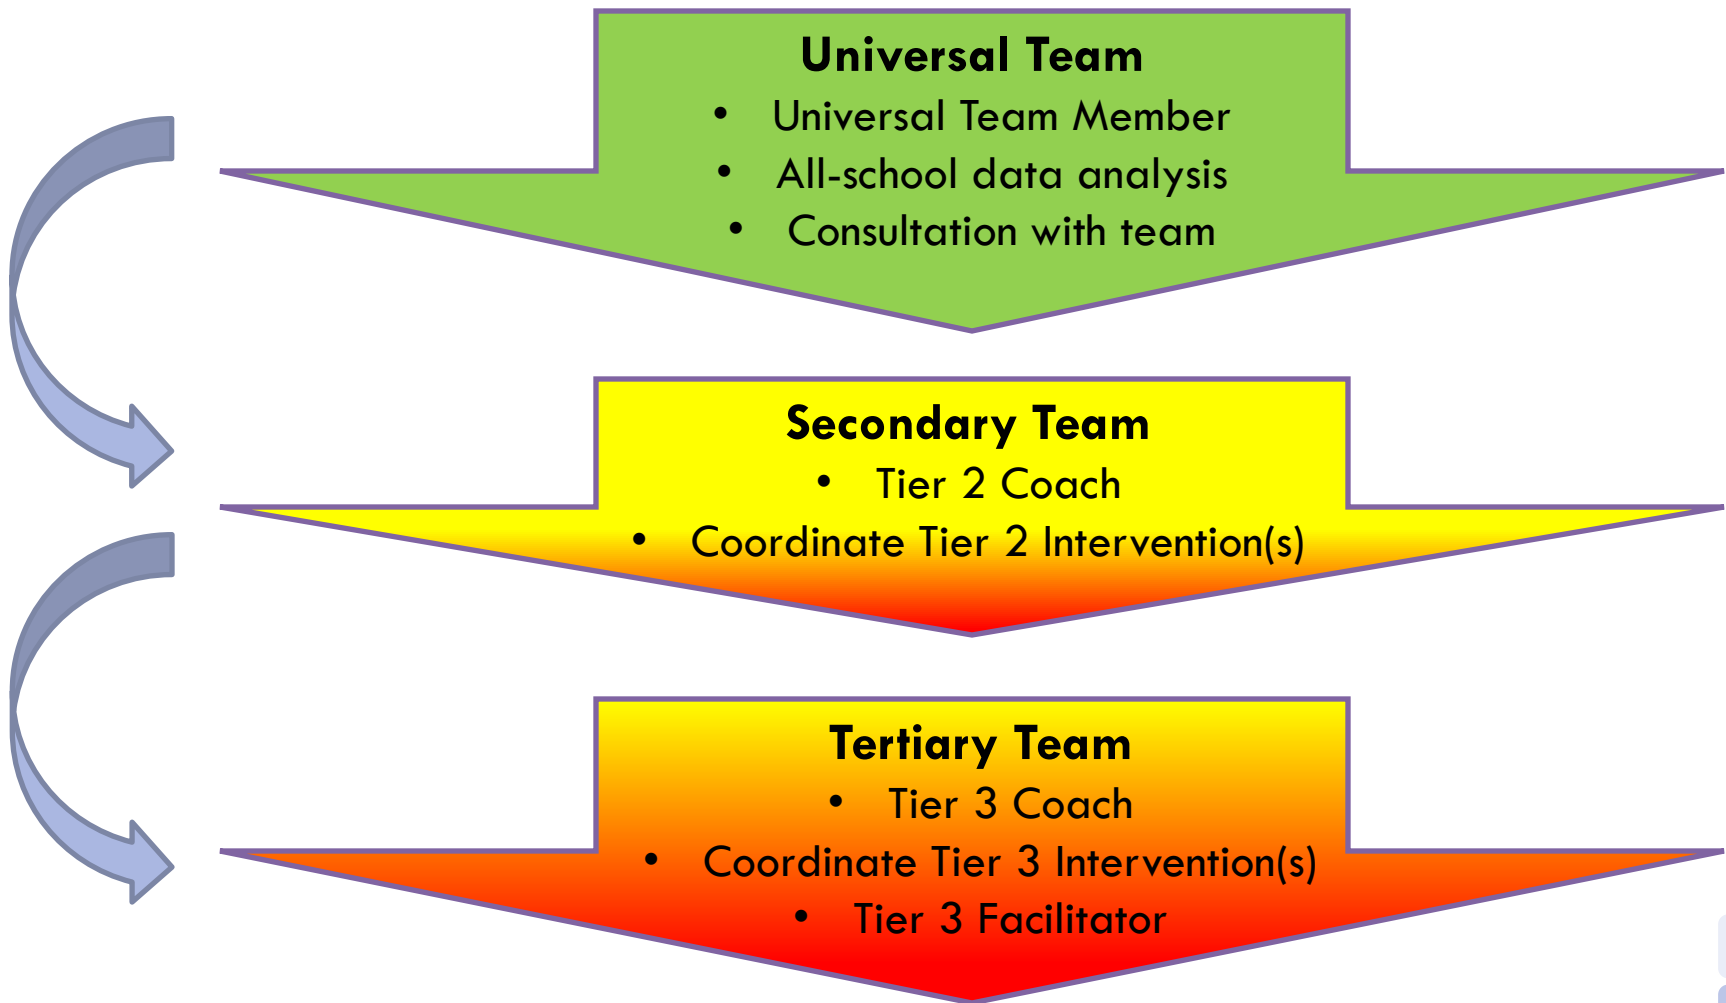 Universal Team
• Universal Team Member
• All-school data analysis
• Consultation with team
Secondary Team
• Tier 2 Coach
• Coordinate Tier 2 Intervention(s)
Tertiary Team
• Tier 3 Coach
• Coordinate Tier 3 Intervention(s)
• Tier 3 Facilitator